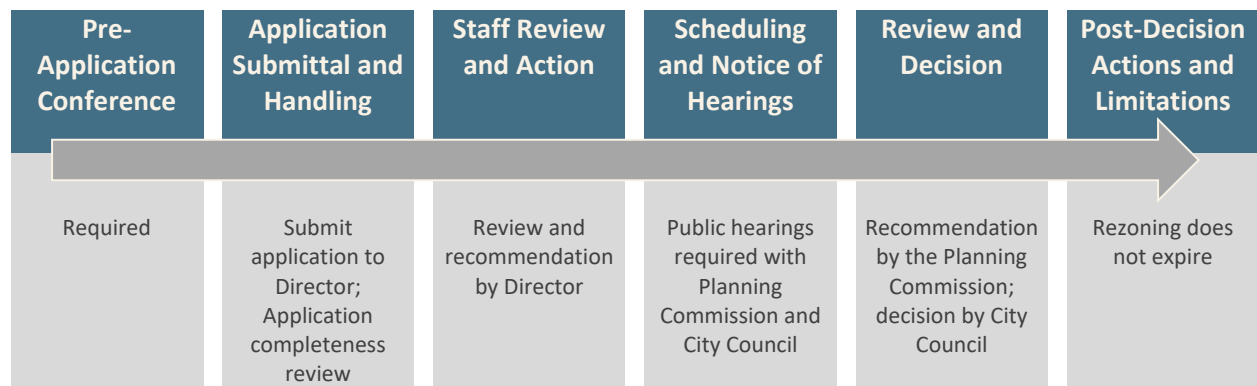 Pre-
Application
Conference
Application
Submittal and
Handling
Staff Review
and Action
Scheduling
and Notice of
Hearings
Review and
Decision
Post-Decision
Actions and
Limitations
Required
Submit
application to
Director;
Application
completeness
review
Review and
recommendation
by Director
Public hearings
required with
Planning
Commission and
City Council
Recommendation
by the Planning
Commission;
decision by City
Council
Rezoning does
not expire